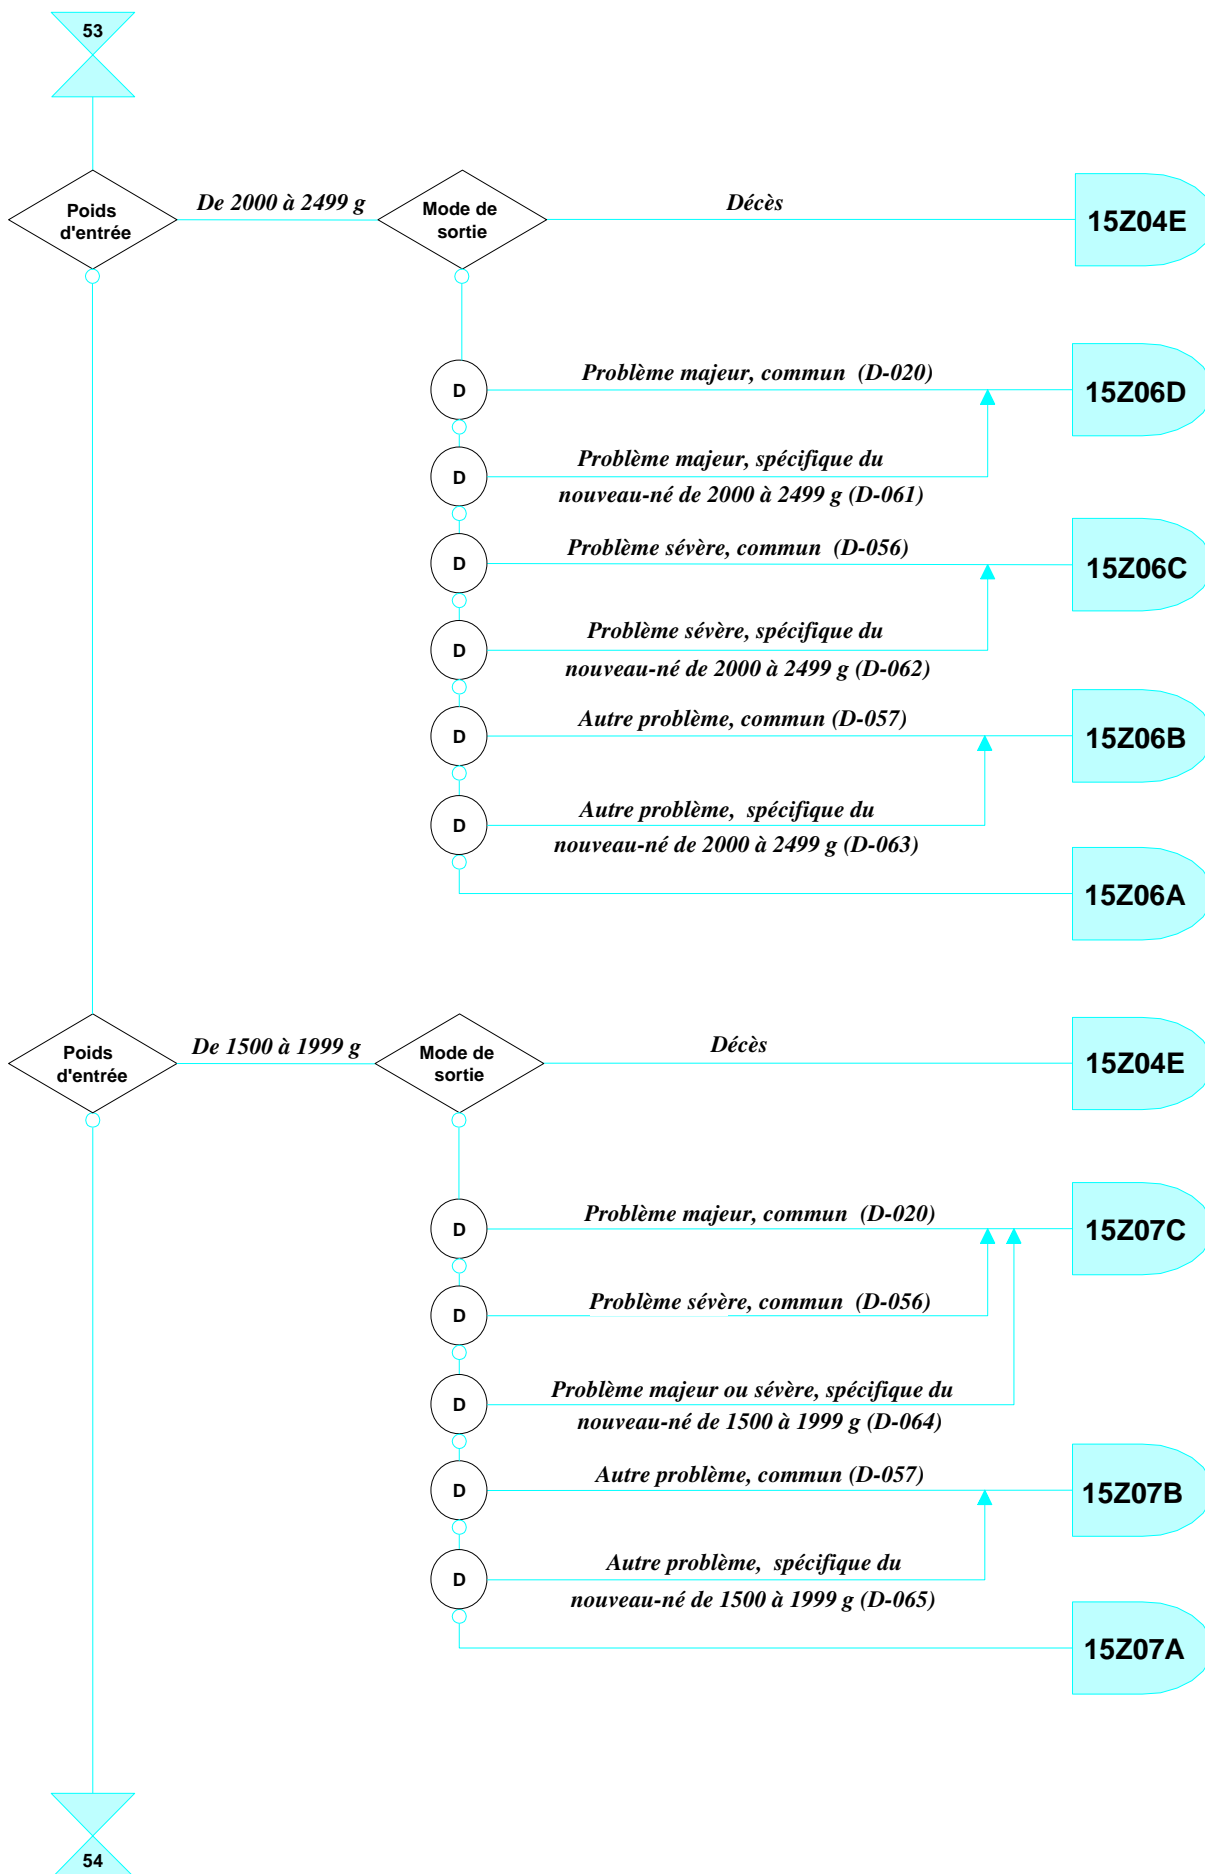 53
Poids
d'entrée
De 2000 à 2499 g
Mode de
sortie
Décès
15Z04E
D
Problème majeur, commun (D-020)
15Z06D
D
Problème majeur, spécifique du
nouveau-né de 2000 à 2499 g (D-061)
D
Problème sévère, commun (D-056)
15Z06C
D
Problème sévère, spécifique du
nouveau-né de 2000 à 2499 g (D-062)
D
Autre problème, commun (D-057)
15Z06B
D
Autre problème, spécifique du
nouveau-né de 2000 à 2499 g (D-063)
15Z06A
Poids
d'entrée
De 1500 à 1999 g
Mode de
sortie
Décès
15Z04E
D
Problème majeur, commun (D-020)
15Z07C
D
Problème sévère, commun (D-056)
D
Problème majeur ou sévère, spécifique du
nouveau-né de 1500 à 1999 g (D-064)
D
Autre problème, commun (D-057)
15Z07B
D
Autre problème, spécifique du
nouveau-né de 1500 à 1999 g (D-065)
15Z07A
54